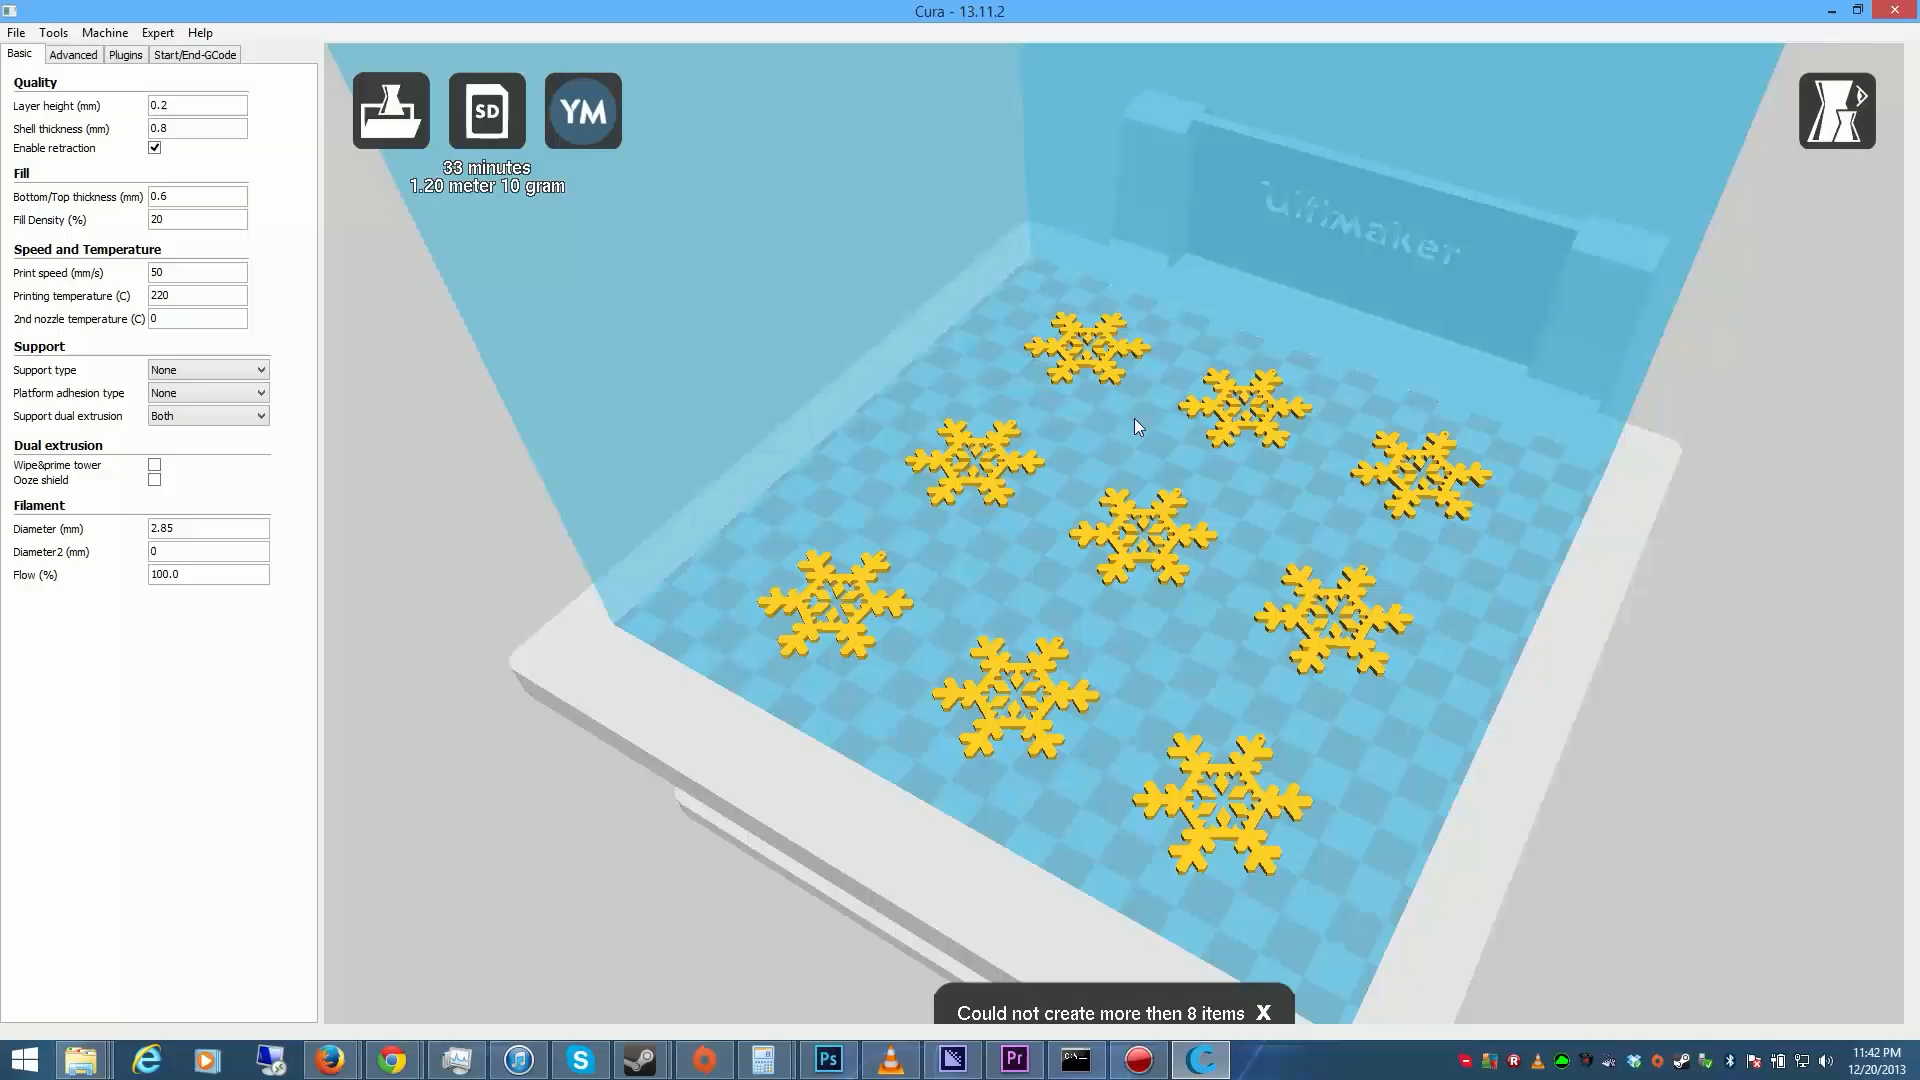 Cura - 13.11.2
File Tools Machine Expert Help
Basic Advanced Plugins Start/End-GCode
Quality
Layer height (mm) 0.2
Shell thickness (mm) 0.8
Enable retraction
Fill
Bottom/Top thickness (mm) 0.6
Fill Density (%) 20
Speed and Temperature
Print speed (mm/s) 50
Printing temperature (C) 220
2nd nozzle temperature (C) 0
Support
Support type None
Platform adhesion type None
Support dual extrusion Both
Dual extrusion
Wipe&prime tower
Ooze shield
Filament
Diameter (mm) 2.85
Diameter2 (mm) 0
Flow (%) 100.0
SD YM
33 minutes
1.20 meter 10 gram
Ultimaker
Could not create more then 8 items X
Ps Pr C:\
11:42 PM
12/20/2013